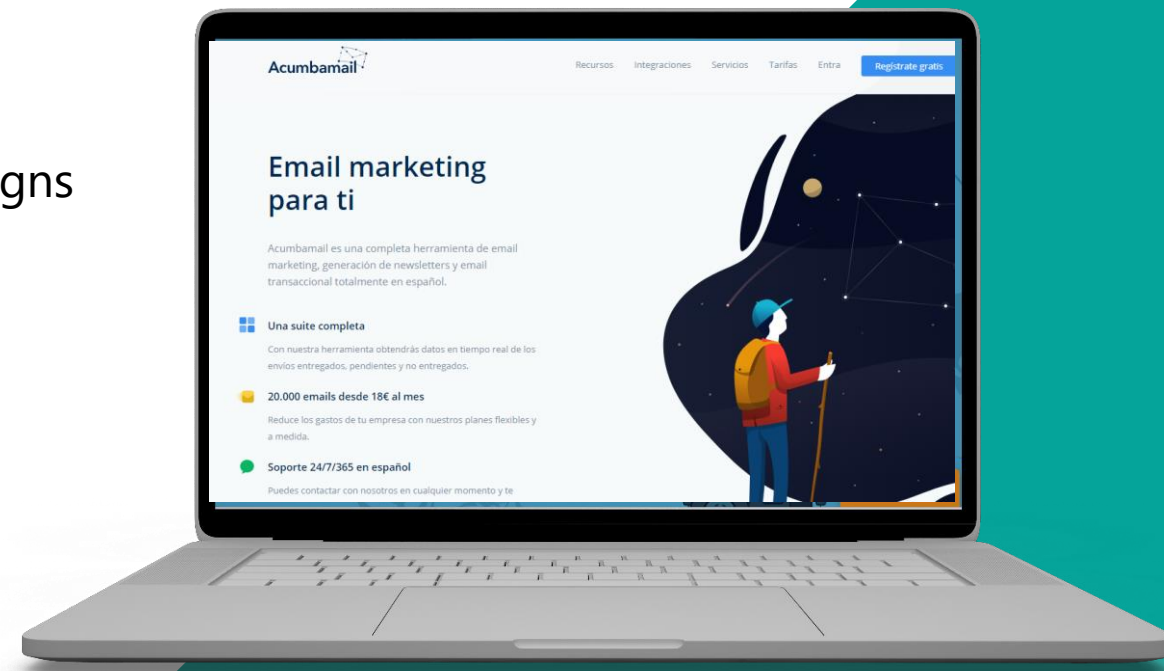 gns
Acumbamail
Recursos Integraciones Servicios Tarifas Entra Regístrate gratis
Email marketing
para ti
Acumbamail es una completa herramienta de email
marketing, generación de newsletters y email
transaccional totalmente en español.
Una suite completa
Con nuestra herramienta obtendrás datos en tiempo real de los
envíos entregados, pendientes y no entregados.
20.000 emails desde 18€ al mes
Reduce los gastos de tu empresa con nuestros planes flexibles y
a medida.
Soporte 24/7/365 en español
Puedes contactar con nosotros en cualquier momento y te